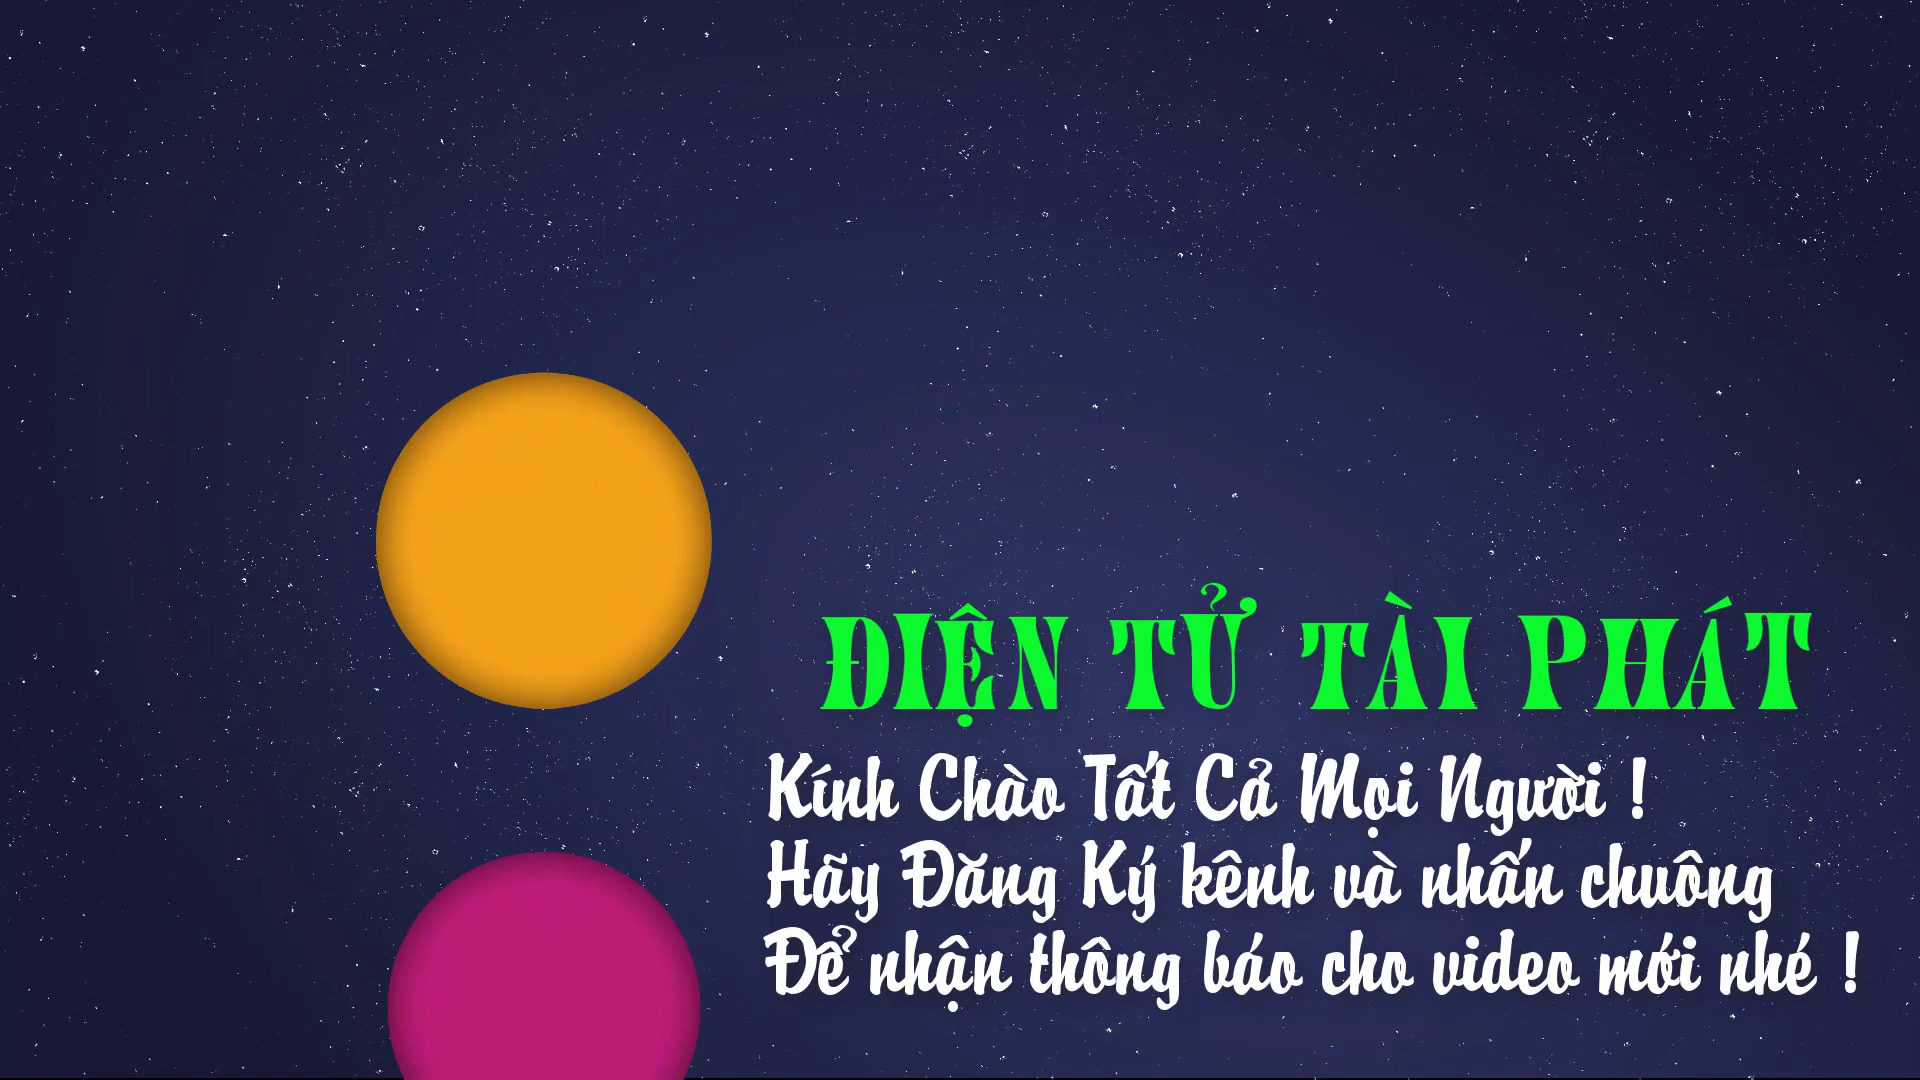 ĐIỆN TỬ TÀI PHÁT
Kính Chào Tất Cả Mọi Người !
Hãy Đăng Ký kênh và nhấn chuông
Để nhận thông báo cho video mới nhé !